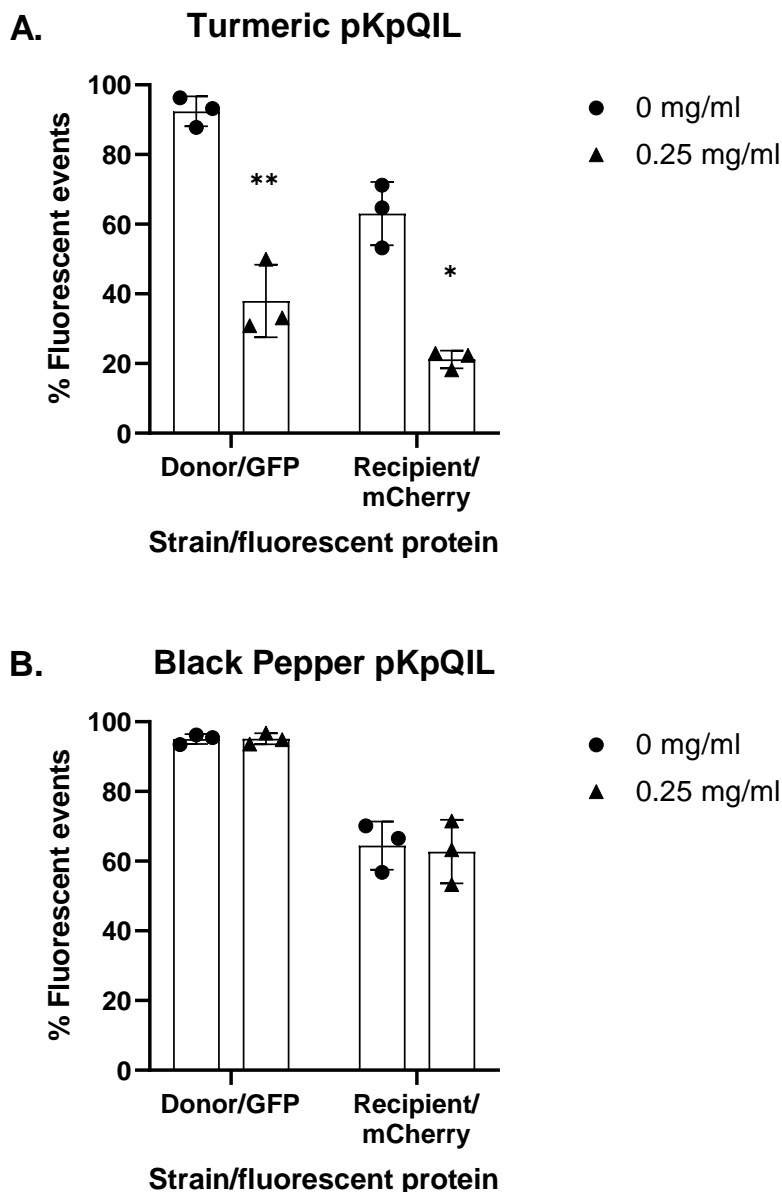 A.
Turmeric pKpQIL
% Fluorescent events
100
80
60
40
20
0
**
*
Donor/GFP
Recipient/
mCherry
Strain/fluorescent protein
0 mg/ml
0.25 mg/ml
B.
Black Pepper pKpQIL
% Fluorescent events
100
80
60
40
20
0
Donor/GFP
Recipient/
mCherry
Strain/fluorescent protein
0 mg/ml
0.25 mg/ml